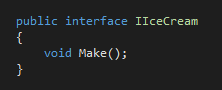 public interface IIceCream
{
    void Make();
}